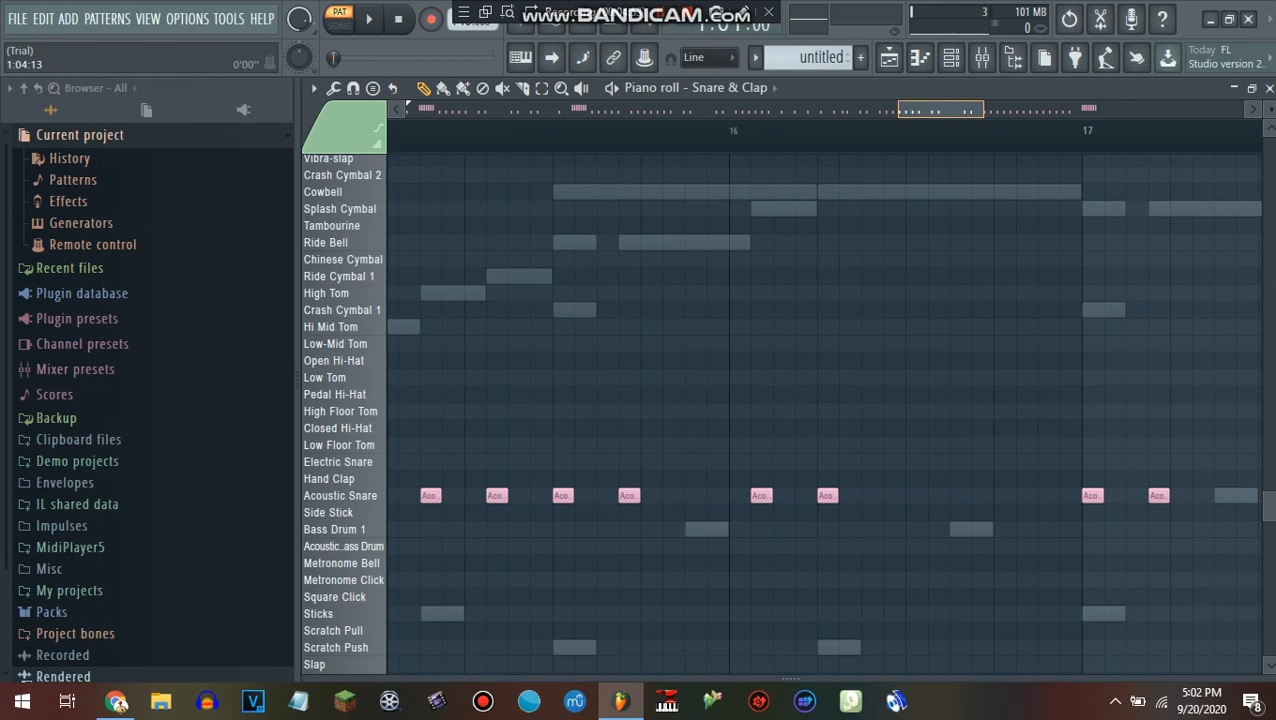 FILE EDIT ADD PATTERNS VIEW OPTIONS TOOLS HELP
PAT
SONG
www.BANDICAM.com
1:01:00
3
101 MB
0
(Trial)
1:04:13
0'00"
Line
untitled
Today FL
Studio version 2..
Browser - All
Piano roll - Snare & Clap
Current project
History
Patterns
Effects
Generators
Remote control
Recent files
Plugin database
Plugin presets
Channel presets
Mixer presets
Scores
Backup
Clipboard files
Demo projects
Envelopes
IL shared data
Impulses
MidiPlayer5
Misc
My projects
Packs
Project bones
Recorded
Rendered
16
17
Vibra-slap
Crash Cymbal 2
Cowbell
Splash Cymbal
Tambourine
Ride Bell
Chinese Cymbal
Ride Cymbal 1
High Tom
Crash Cymbal 1
Hi Mid Tom
Low-Mid Tom
Open Hi-Hat
Low Tom
Pedal Hi-Hat
High Floor Tom
Closed Hi-Hat
Low Floor Tom
Electric Snare
Hand Clap
Acoustic Snare
Aco.. Aco.. Aco.. Aco.. Aco.. Aco.. Aco.. Aco..
Side Stick
Bass Drum 1
Acoustic..ass Drum
Metronome Bell
Metronome Click
Square Click
Sticks
Scratch Pull
Scratch Push
Slap
5:02 PM
9/20/2020
8